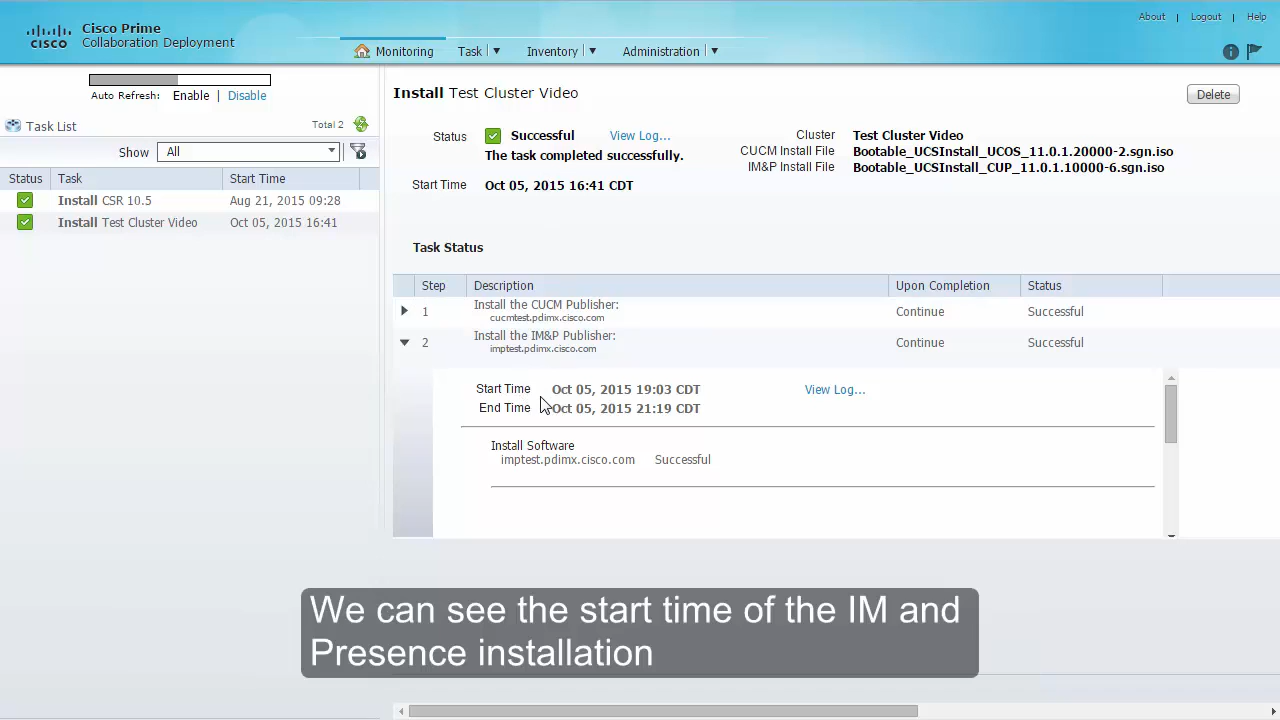 About | Logout | Help
CISCO
Cisco Prime
Collaboration Deployment
Monitoring
Task
Inventory
Administration
Auto Refresh: Enable | Disable
Task List
Total 2
Show
All
Status
Task
Start Time
Install CSR 10.5
Aug 21, 2015 09:28
Install Test Cluster Video
Oct 05, 2015 16:41
Install Test Cluster Video
Delete
Status
Successful
View Log...
The task completed successfully.
Start Time
Oct 05, 2015 16:41 CDT
Cluster
Test Cluster Video
CUCM Install File
Bootable_UCSInstall_UCOS_11.0.1.20000-2.sgn.iso
IM&P Install File
Bootable_UCSInstall_CUP_11.0.1.10000-6.sgn.iso
Task Status
Step
Description
Upon Completion
Status
1
Install the CUCM Publisher:
cucmtest.pdimx.cisco.com
Continue
Successful
2
Install the IM&P Publisher:
imptest.pdimx.cisco.com
Continue
Successful
Start Time
Oct 05, 2015 19:03 CDT
View Log...
End Time
Oct 05, 2015 21:19 CDT
Install Software
imptest.pdimx.cisco.com
Successful
We can see the start time of the IM and
Presence installation